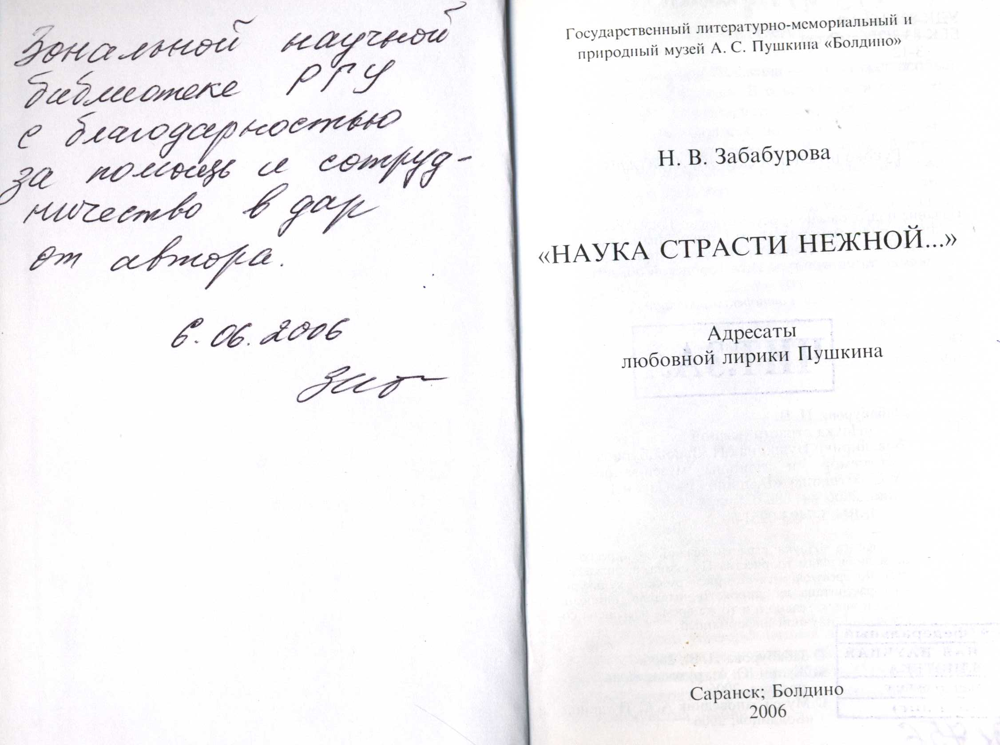 Зональной научной
библиотеке РГУ
с благодарностью
за помощь и сотруд-
ничество в дар
от автора.
6.06.2006
Государственный литературно-мемориальный и
природный музей А. С. Пушкина «Болдино»
Н. В. Забабурова
«НАУКА СТРАСТИ НЕЖНОЙ...»
Адресаты
любовной лирики Пушкина
Саранск; Болдино
2006